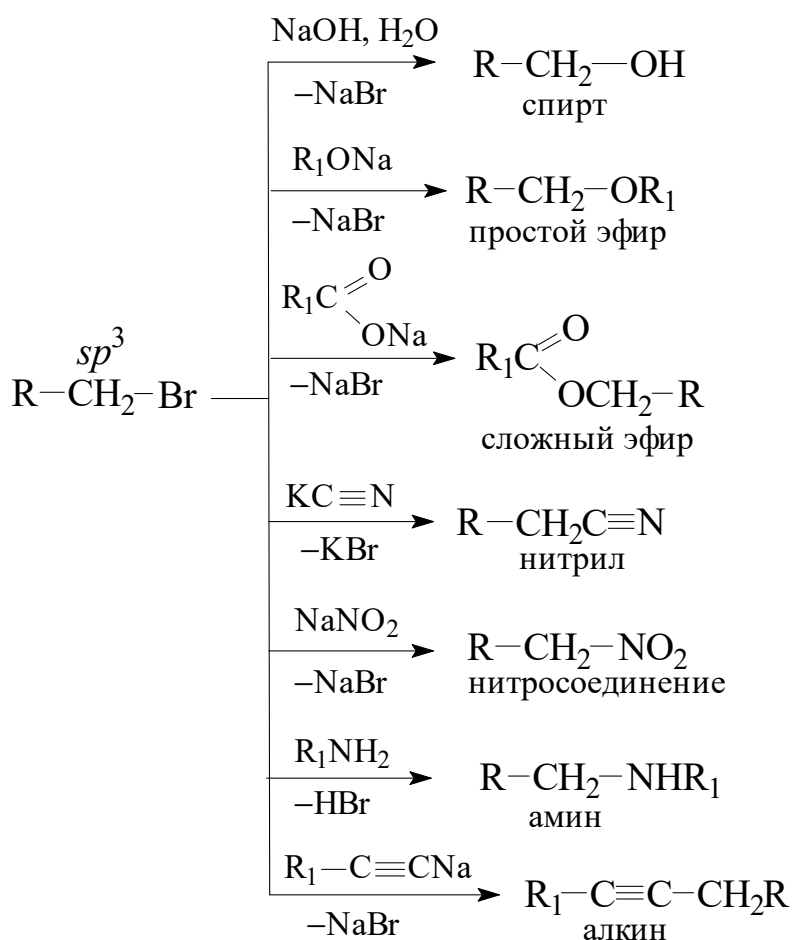 NaOH, H₂O
R−CH₂−OH
−NaBr
спирт
R₁ONa
R−CH₂−OR₁
−NaBr
простой эфир
R₁C=O
ONa
−NaBr
R₁C=O
OCH₂−R
сложный эфир
sp³
R−CH₂−Br
KC≡N
R−CH₂C≡N
−KBr
нитрил
NaNO₂
R−CH₂−NO₂
−NaBr
нитросоединение
R₁NH₂
R−CH₂−NHR₁
−HBr
амин
R₁−C≡CNa
R₁−C≡C−CH₂R
−NaBr
алкин